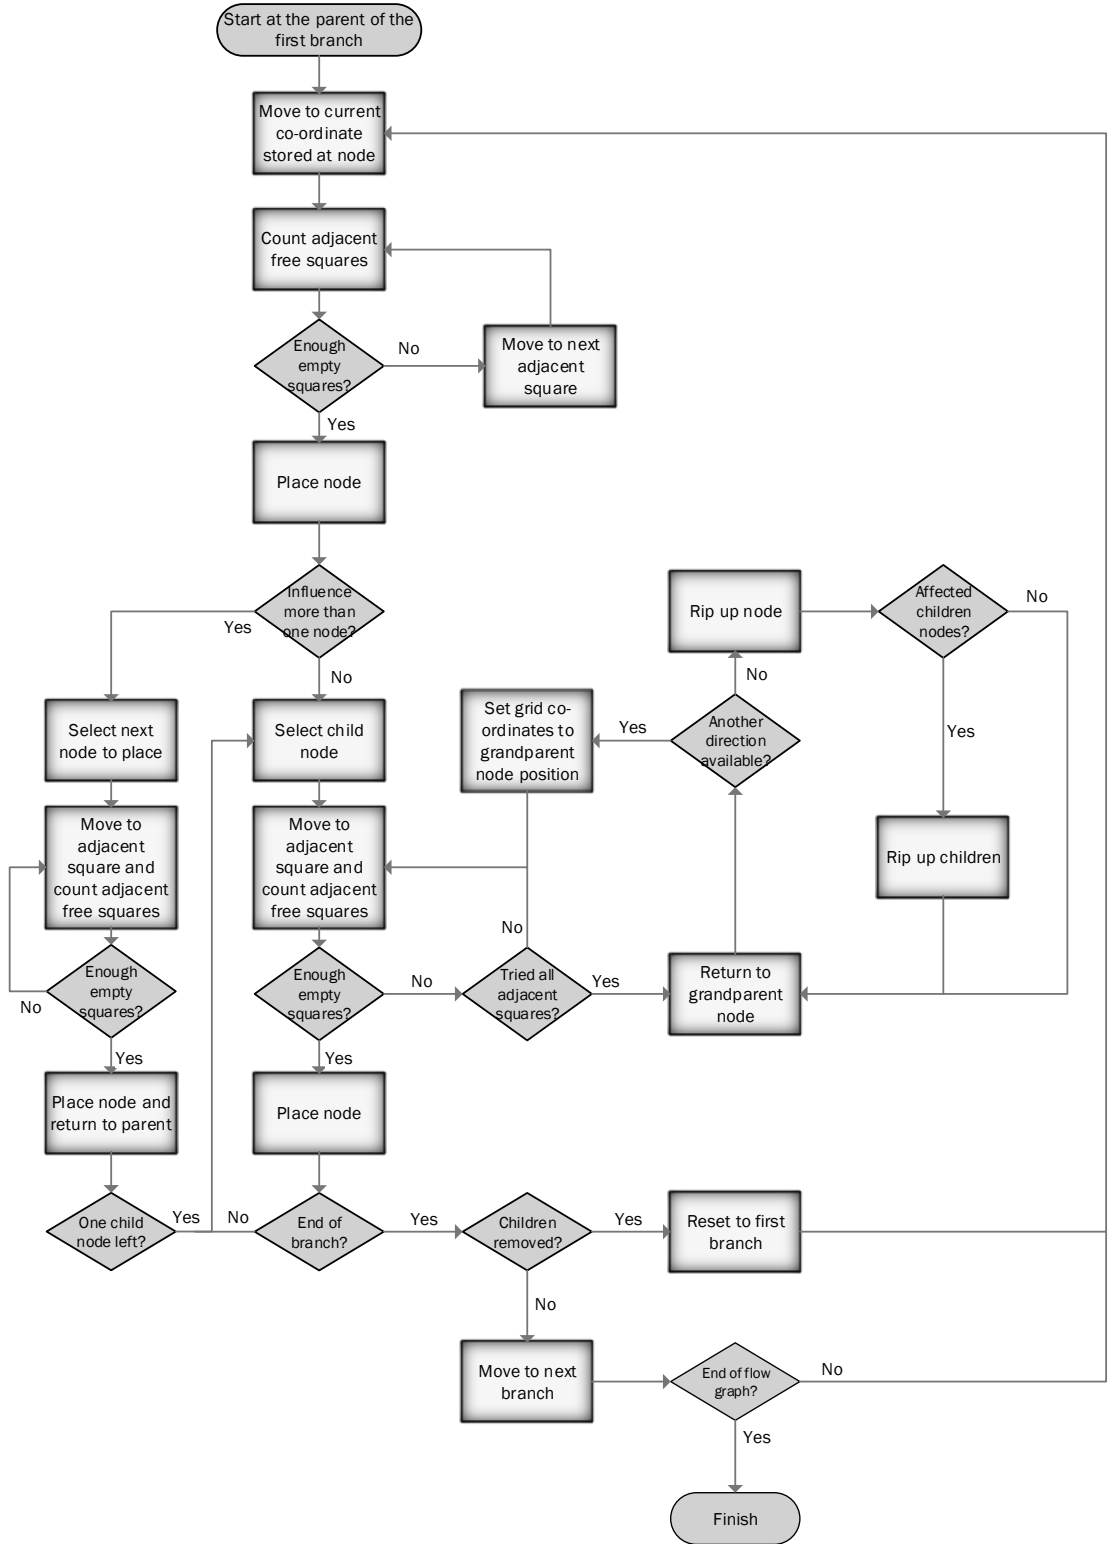 Start at the parent of the
first branch
Move to current
co-ordinate
stored at node
Count adjacent
free squares
Enough
empty
squares?
No
Move to next
adjacent
square
Yes
Place node
Influence
more than
one node?
Yes
No
Rip up node
Affected
children
nodes?
No
Yes
Select next
node to place
Select child
node
Set grid co-
ordinates to
grandparent
node position
Yes
Another
direction
available?
No
Move to
adjacent
square and
count adjacent
free squares
Move to
adjacent
square and
count adjacent
free squares
Rip up children
Enough
empty
squares?
No
Yes
Enough
empty
squares?
No
Yes
Tried all
adjacent
squares?
No
Yes
Return to
grandparent
node
Place node and
return to parent
Place node
One child
node left?
Yes
No
End of
branch?
Yes
Children
removed?
Yes
Reset to first
branch
No
Move to next
branch
End of flow
graph?
No
Yes
Finish